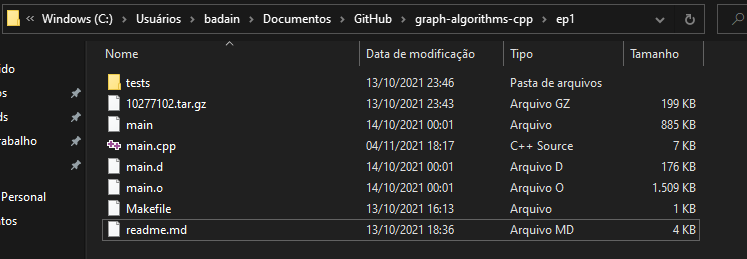 « Windows (C:) › Usuários › badain › Documentos › GitHub › graph-algorithms-cpp › ep1
Nome Data de modificação Tipo Tamanho
ido
tests 13/10/2021 23:46 Pasta de arquivos
os
10277102.tar.gz 13/10/2021 23:43 Arquivo GZ 199 KB
ds
main 14/10/2021 00:01 Arquivo 885 KB
abalho
main.cpp 04/11/2021 18:17 C++ Source 7 KB
main.d 14/10/2021 00:01 Arquivo D 176 KB
main.o 14/10/2021 00:01 Arquivo O 1.509 KB
Personal
Makefile 13/10/2021 16:13 Arquivo 1 KB
ntos
readme.md 13/10/2021 18:36 Arquivo MD 4 KB